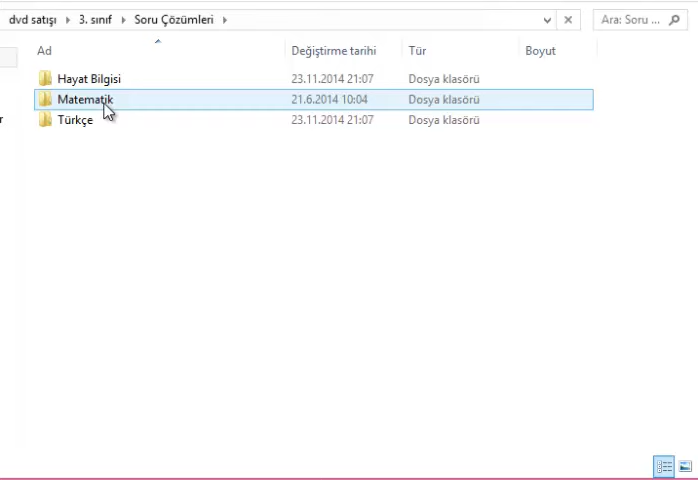 dvd satışı 3. sınıf Soru Çözümleri Ara: Soru ...
Ad Değiştirme tarihi Tür Boyut
Hayat Bilgisi 23.11.2014 21:07 Dosya klasörü
Matematik 21.6.2014 10:04 Dosya klasörü
Türkçe 23.11.2014 21:07 Dosya klasörü